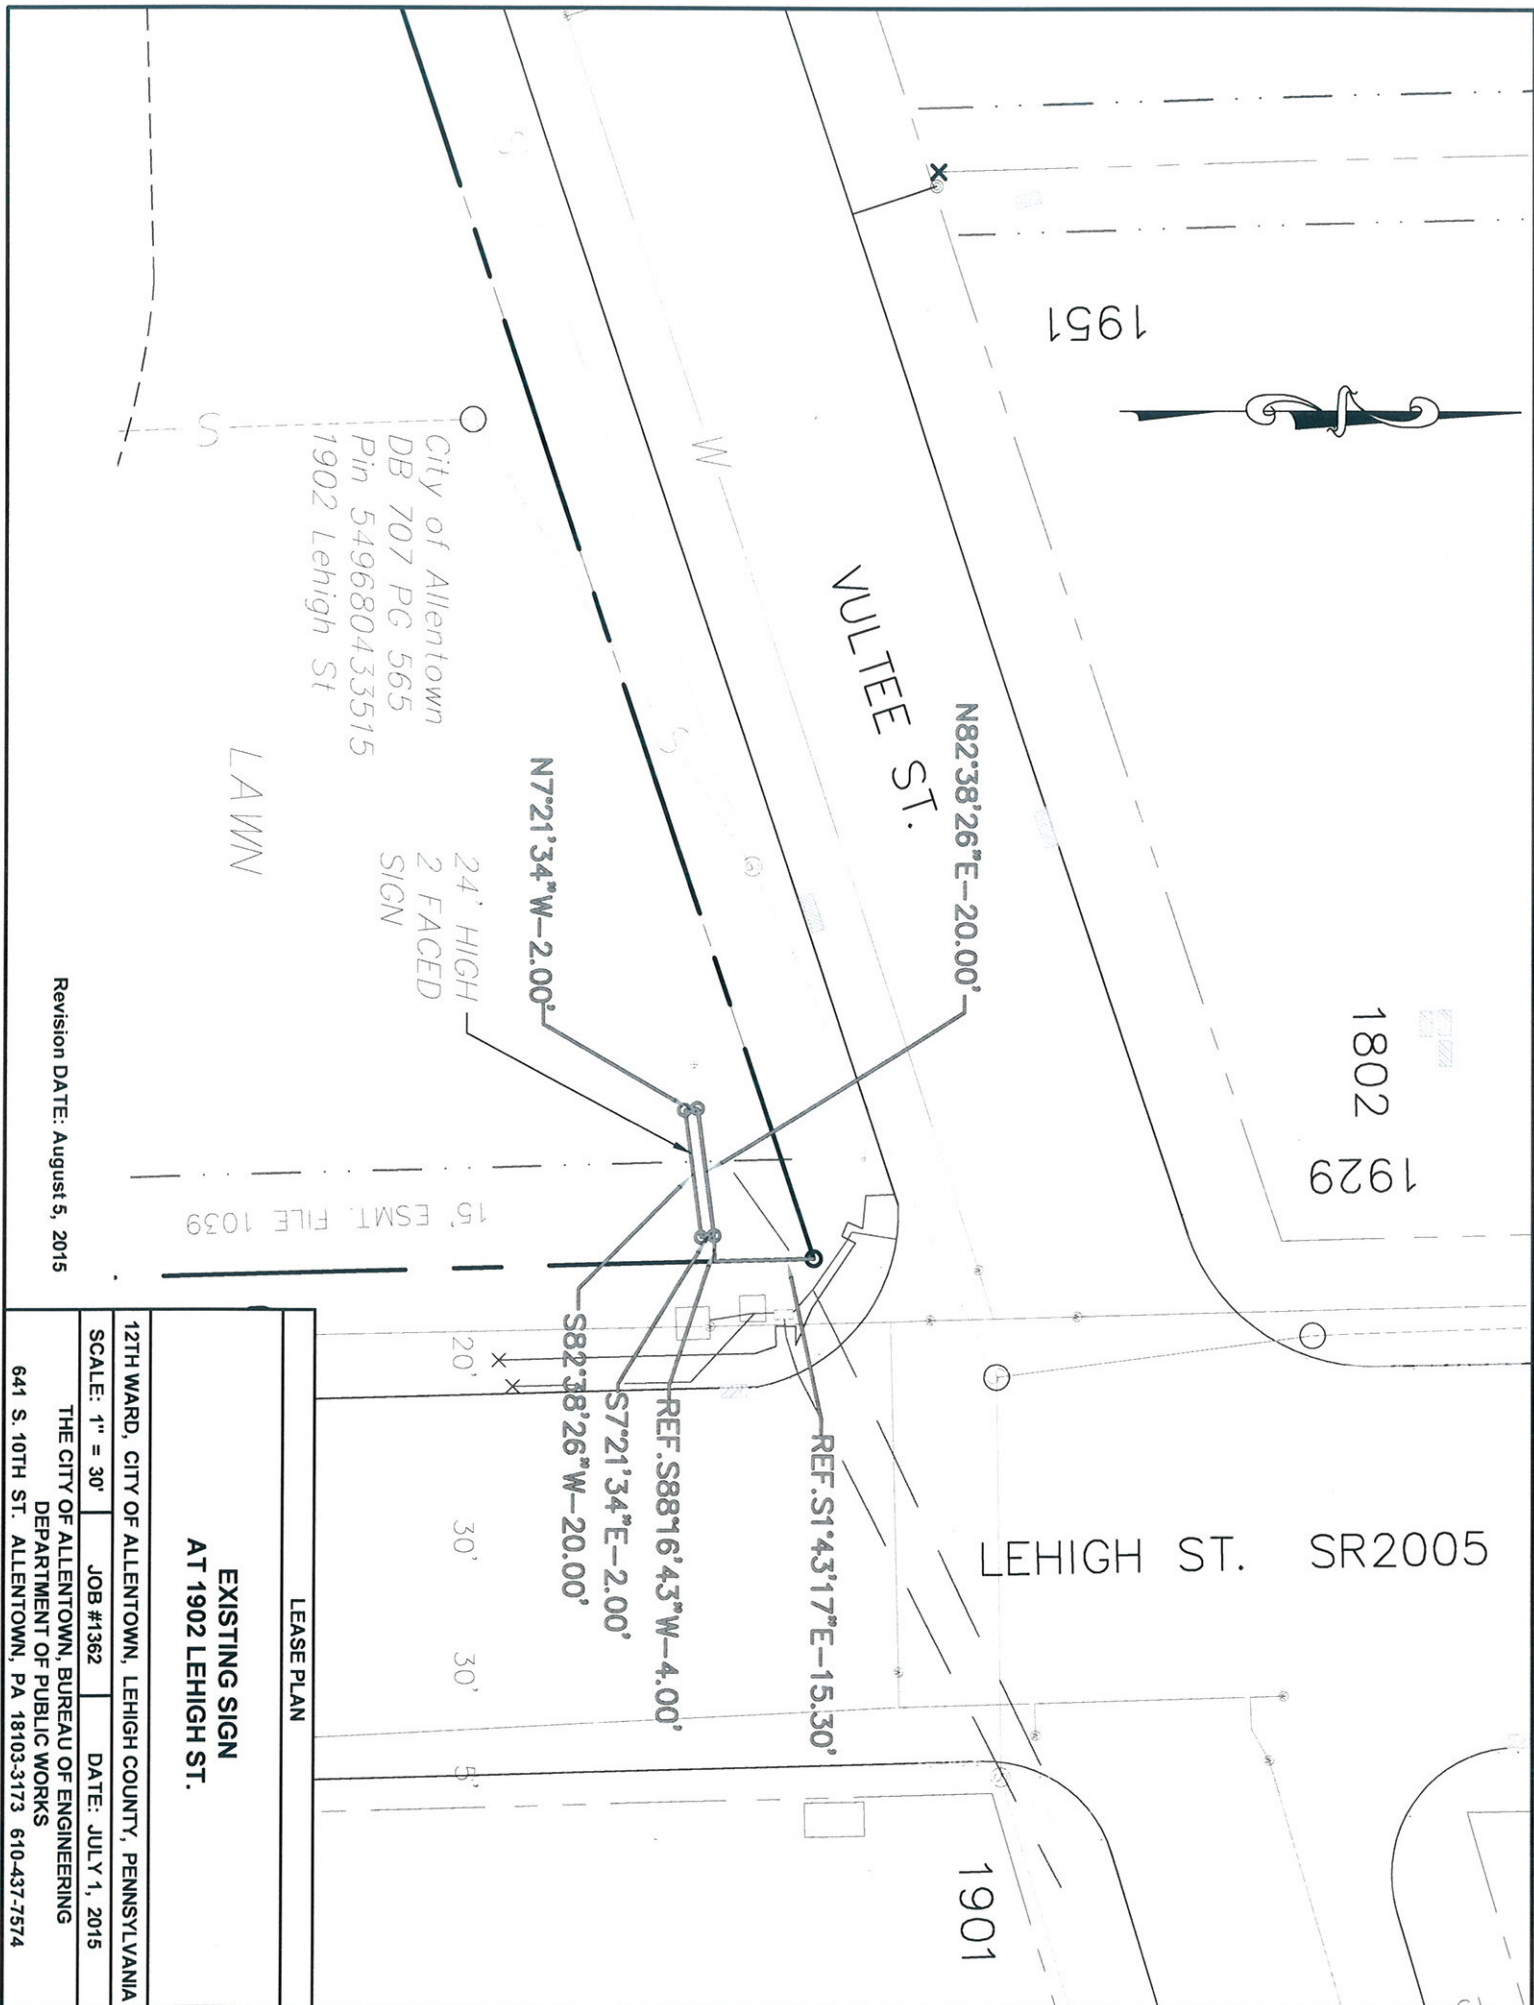 1951
1802
1929
VULTEE ST.
LEHIGH ST. SR2005
1901
N82°38'26"E-20.00'
N7°21'34"W-2.00'
24' HIGH
2 FACED
SIGN
City of Allentown
DB 707 PG 565
Pin 549680433515
1902 Lehigh St
LAWN
S
S
S
W
15' ESMT. FILE 1039
REF.S1°43'17"E-15.30'
REF.S88°16'43"W-4.00'
S7°21'34"E-2.00'
S82°38'26"W-20.00'
20'
30'
30'
5'
Revision DATE: August 5, 2015
LEASE PLAN
EXISTING SIGN
AT 1902 LEHIGH ST.
12TH WARD, CITY OF ALLENTOWN, LEHIGH COUNTY, PENNSYLVANIA
SCALE: 1" = 30' JOB #1362 DATE: JULY 1, 2015
THE CITY OF ALLENTOWN, BUREAU OF ENGINEERING
DEPARTMENT OF PUBLIC WORKS
641 S. 10TH ST. ALLENTOWN, PA 18103-3173 610-437-7574